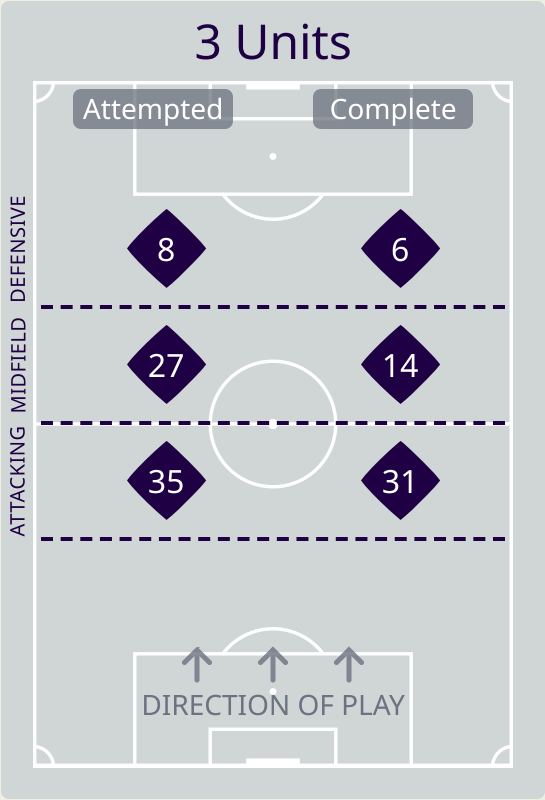 3 Units
Attempted Complete
DEFENSIVE
8 6
MIDFIELD
27 14
ATTACKING
35 31
DIRECTION OF PLAY